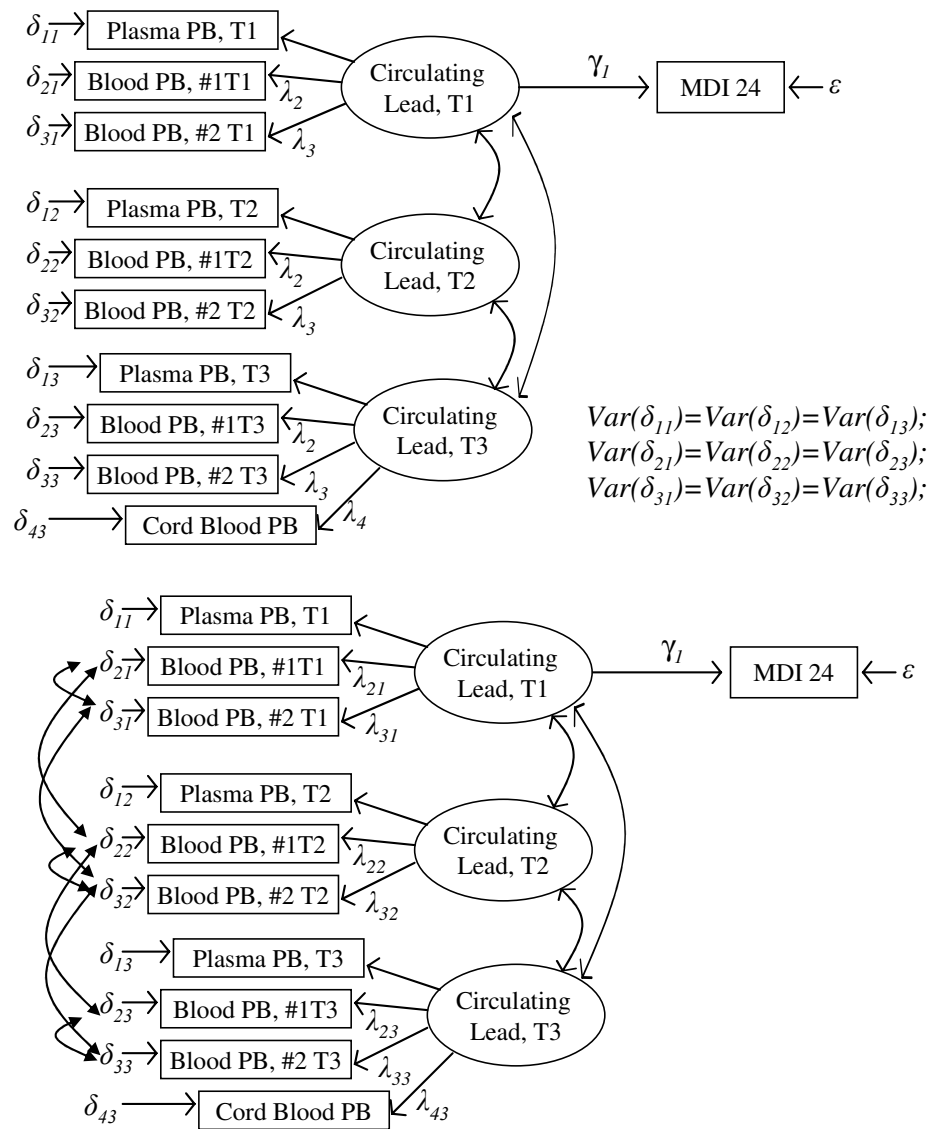 δ11 Plasma PB, T1
δ21 Blood PB, #1T1
λ2
δ31 Blood PB, #2 T1
λ3
Circulating
Lead, T1
γ1
MDI 24
ε
δ12 Plasma PB, T2
δ22 Blood PB, #1T2
λ2
δ32 Blood PB, #2 T2
λ3
Circulating
Lead, T2
δ13 Plasma PB, T3
δ23 Blood PB, #1T3
λ2
δ33 Blood PB, #2 T3
λ3
δ43 Cord Blood PB
λ4
Circulating
Lead, T3
Var(δ11)=Var(δ12)=Var(δ13);
Var(δ21)=Var(δ22)=Var(δ23);
Var(δ31)=Var(δ32)=Var(δ33);
δ11 Plasma PB, T1
δ21 Blood PB, #1T1
λ21
δ31 Blood PB, #2 T1
λ31
Circulating
Lead, T1
γ1
MDI 24
ε
δ12 Plasma PB, T2
δ22 Blood PB, #1T2
λ22
δ32 Blood PB, #2 T2
λ32
Circulating
Lead, T2
δ13 Plasma PB, T3
δ23 Blood PB, #1T3
λ23
δ33 Blood PB, #2 T3
λ33
δ43 Cord Blood PB
λ43
Circulating
Lead, T3